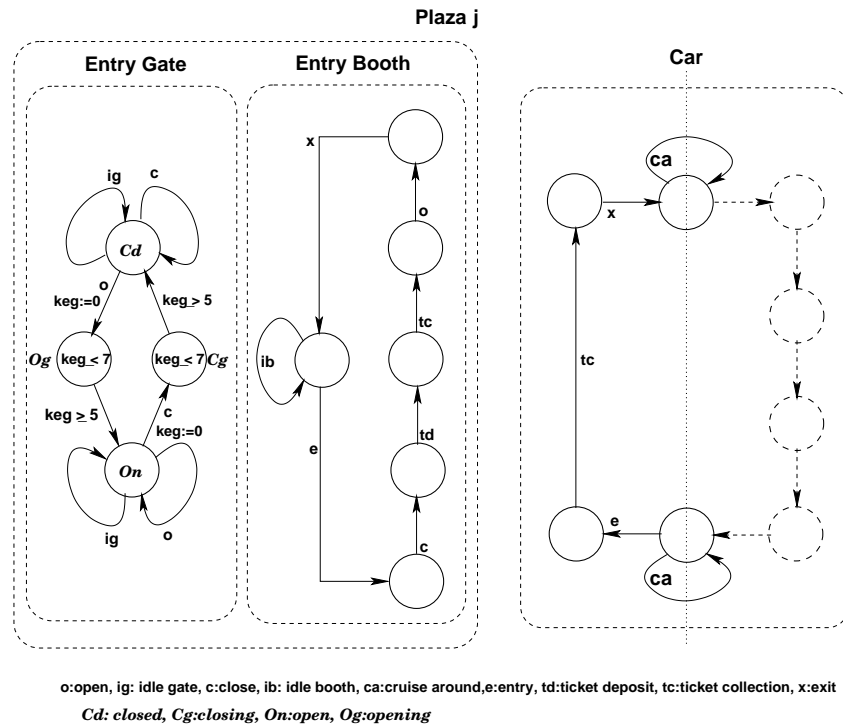 Plaza j
Entry Gate
Entry Booth
Car
ig
c
Cd
o
keg:=0
keg ≥ 5
Og
keg ≤ 7
keg ≤ 7
Cg
keg ≥ 5
c
keg:=0
On
ig
o
x
o
tc
ib
td
e
c
ca
x
tc
e
ca
o:open, ig: idle gate, c:close, ib: idle booth, ca:cruise around,e:entry, td:ticket deposit, tc:ticket collection, x:exit
Cd: closed, Cg:closing, On:open, Og:opening